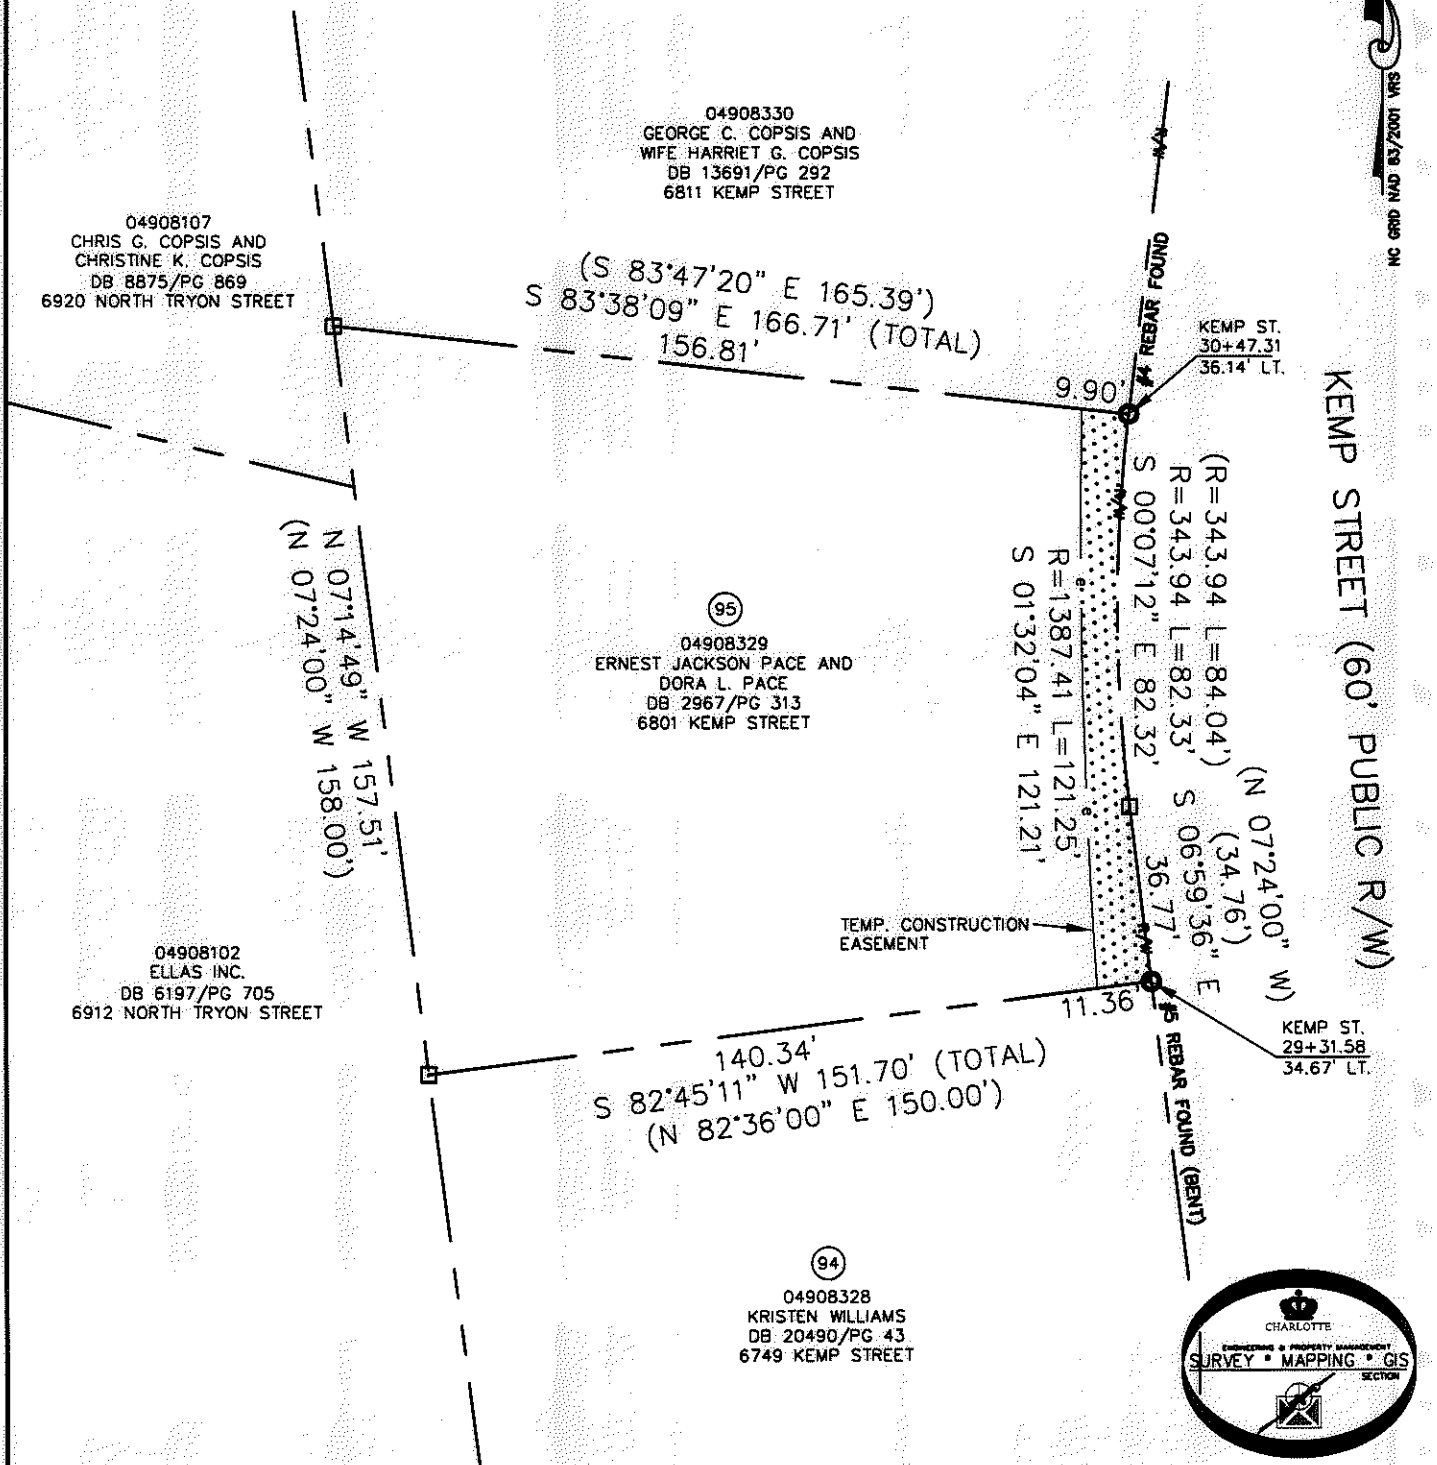 NC GRID NAD 83/2001 VRS
04908330
GEORGE C. COPSIS AND
WIFE HARRIET G. COPSIS
DB 13691/PG 292
6811 KEMP STREET
04908107
CHRIS G. COPSIS AND
CHRISTINE K. COPSIS
DB 8875/PG 869
6920 NORTH TRYON STREET
(S 83°47'20" E 165.39')
S 83°38'09" E 166.71' (TOTAL)
156.81'
9.90'
R/W
#4 REBAR FOUND
KEMP ST.
30+47.31
36.14' LT.
KEMP STREET (60' PUBLIC R/W)
(R=343.94 L=84.04')
R=343.94 L=82.33'
S 00°07'12" E 82.32'
R/W
R=1387.41 L=121.25'
S 01°32'04" E 121.21'
e
e
N 07°14'49" W 157.51'
(N 07°24'00" W 158.00')
95
04908329
ERNEST JACKSON PACE AND
DORA L. PACE
DB 2967/PG 313
6801 KEMP STREET
(N 07°24'00" W)
(34.76')
S 06°59'36" E
36.77'
R/W
TEMP. CONSTRUCTION
EASEMENT
04908102
ELLAS INC.
DB 6197/PG 705
6912 NORTH TRYON STREET
11.36'
140.34'
S 82°45'11" W 151.70' (TOTAL)
(N 82°36'00" E 150.00')
#5 REBAR FOUND (BENT)
KEMP ST.
29+31.58
34.67' LT.
94
04908328
KRISTEN WILLIAMS
DB 20490/PG 43
6749 KEMP STREET
CHARLOTTE
ENGINEERING & PROPERTY MANAGEMENT
SURVEY * MAPPING * GIS
SECTION